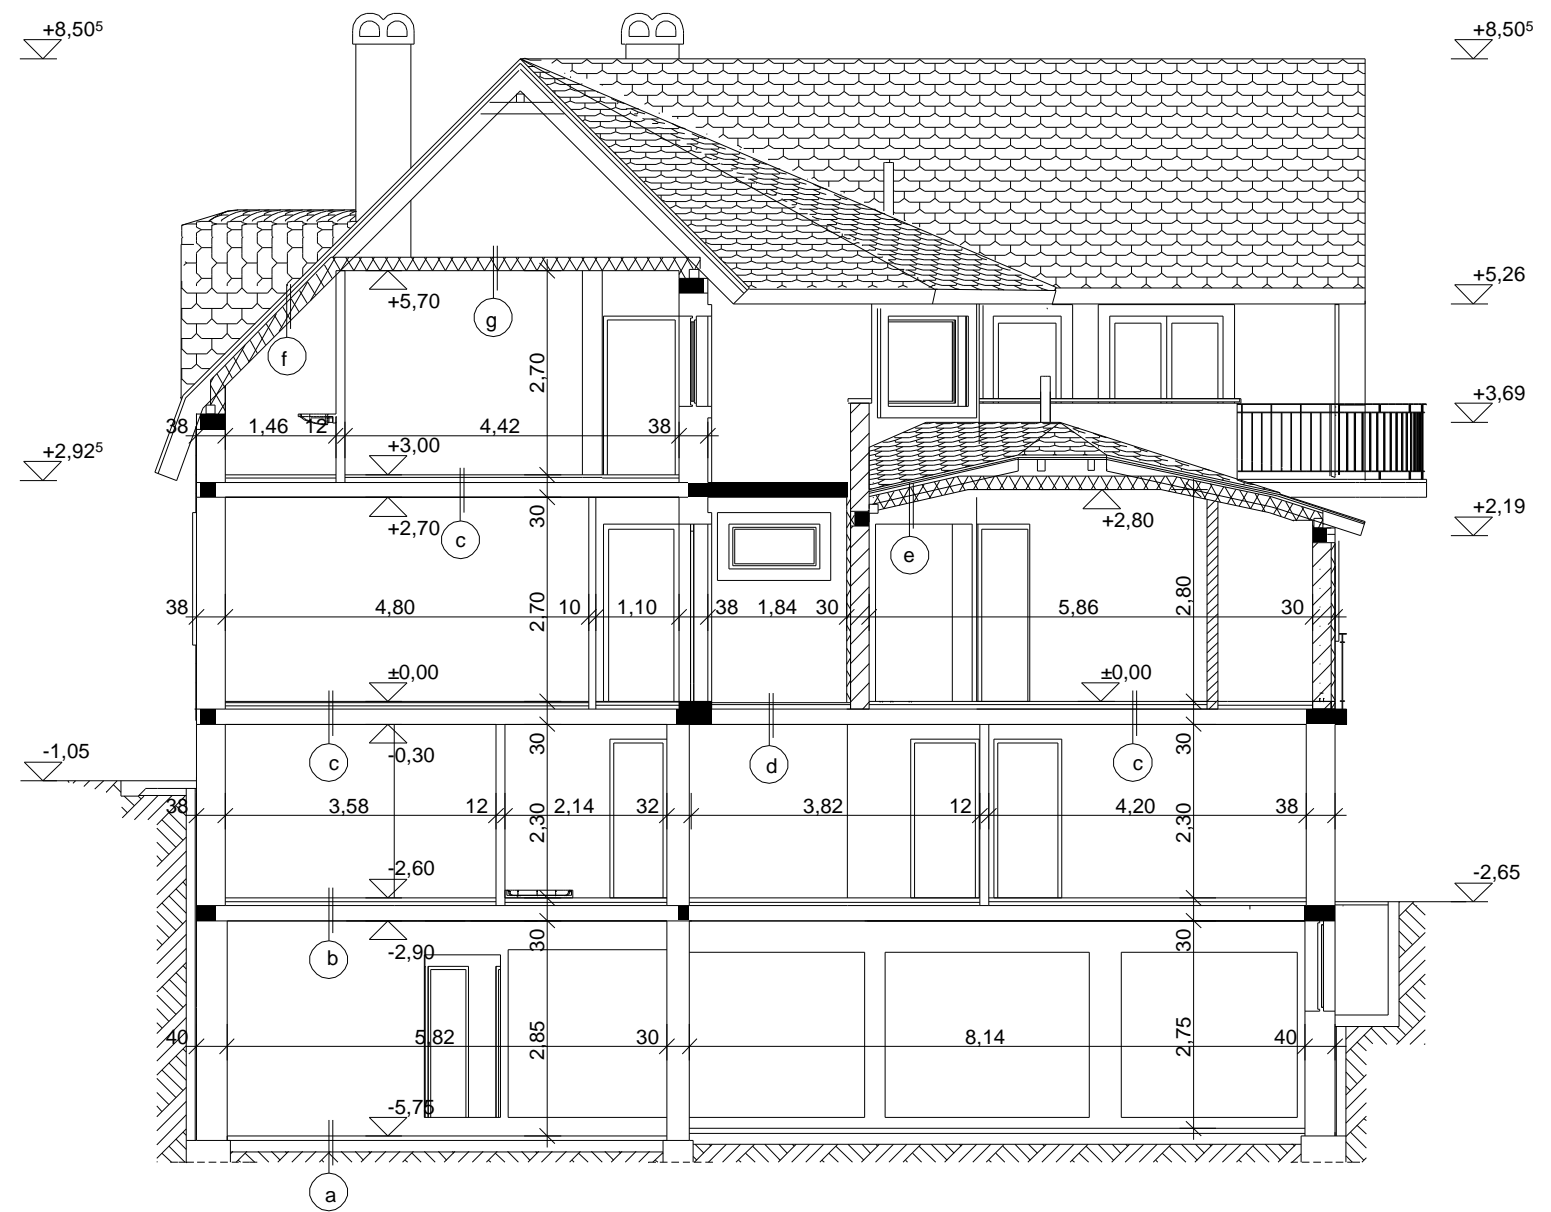 +8,50⁵
+8,50⁵
+5,26
+5,70
g
f
2,70
+3,69
38 1,46 12 4,42 38
+3,00
+2,92⁵
+2,70
c
30
+2,80
e
+2,19
38 4,80 10 1,10 38 1,84 30 5,86 30
2,70
2,80
±0,00
±0,00
-1,05
-0,30
c
30
d
c
30
38 3,58 12 2,14 32 3,82 12 4,20 38
2,30
2,30
-2,60
-2,65
-2,90
b
30
30
40 5,82 30 8,14 40
2,85
2,75
-5,75
a